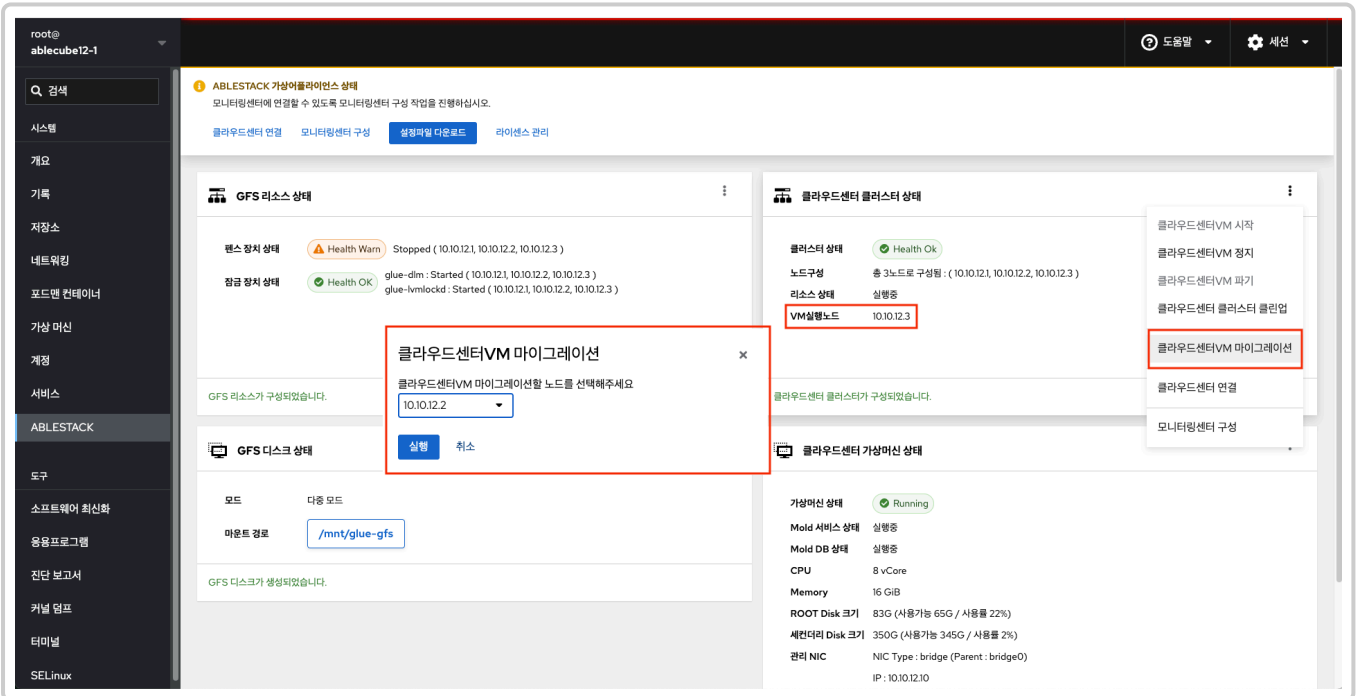 root@
ablecube12-1
도움말
세션
검색
시스템
개요
기록
저장소
네트워킹
포드맨 컨테이너
가상 머신
계정
서비스
ABLESTACK
도구
소프트웨어 최신화
응용프로그램
진단 보고서
커널 덤프
터미널
SELinux
ABLESTACK 가상어플라이언스 상태
모니터링센터에 연결할 수 있도록 모니터링센터 구성 작업을 진행하십시오.
클라우드센터 연결 모니터링센터 구성 설정파일 다운로드 라이센스 관리
GFS 리소스 상태
펜스 장치 상태 Health Warn Stopped ( 10.10.12.1, 10.10.12.2, 10.10.12.3 )
잠금 장치 상태 Health OK
glue-dlm : Started ( 10.10.12.1, 10.10.12.2, 10.10.12.3 )
glue-lvmlockd : Started ( 10.10.12.1, 10.10.12.2, 10.10.12.3 )
GFS 리소스가 구성되었습니다.
클라우드센터 클러스터 상태
클러스터 상태 Health Ok
노드구성 총 3노드로 구성됨 : ( 10.10.12.1, 10.10.12.2, 10.10.12.3 )
리소스 상태 실행중
VM실행노드 10.10.12.3
클라우드센터 클러스터가 구성되었습니다.
클라우드센터VM 시작
클라우드센터VM 정지
클라우드센터VM 파기
클라우드센터 클러스터 클린업
클라우드센터VM 마이그레이션
클라우드센터 연결
모니터링센터 구성
클라우드센터VM 마이그레이션
클라우드센터VM 마이그레이션할 노드를 선택해주세요
10.10.12.2
실행 취소
GFS 디스크 상태
모드 다중 모드
마운트 경로 /mnt/glue-gfs
GFS 디스크가 생성되었습니다.
클라우드센터 가상머신 상태
가상머신 상태 Running
Mold 서비스 상태 실행중
Mold DB 상태 실행중
CPU 8 vCore
Memory 16 GiB
ROOT Disk 크기 83G (사용가능 65G / 사용률 22%)
세컨더리 Disk 크기 350G (사용가능 345G / 사용률 2%)
관리 NIC NIC Type : bridge (Parent : bridge0)
IP : 10.10.12.10